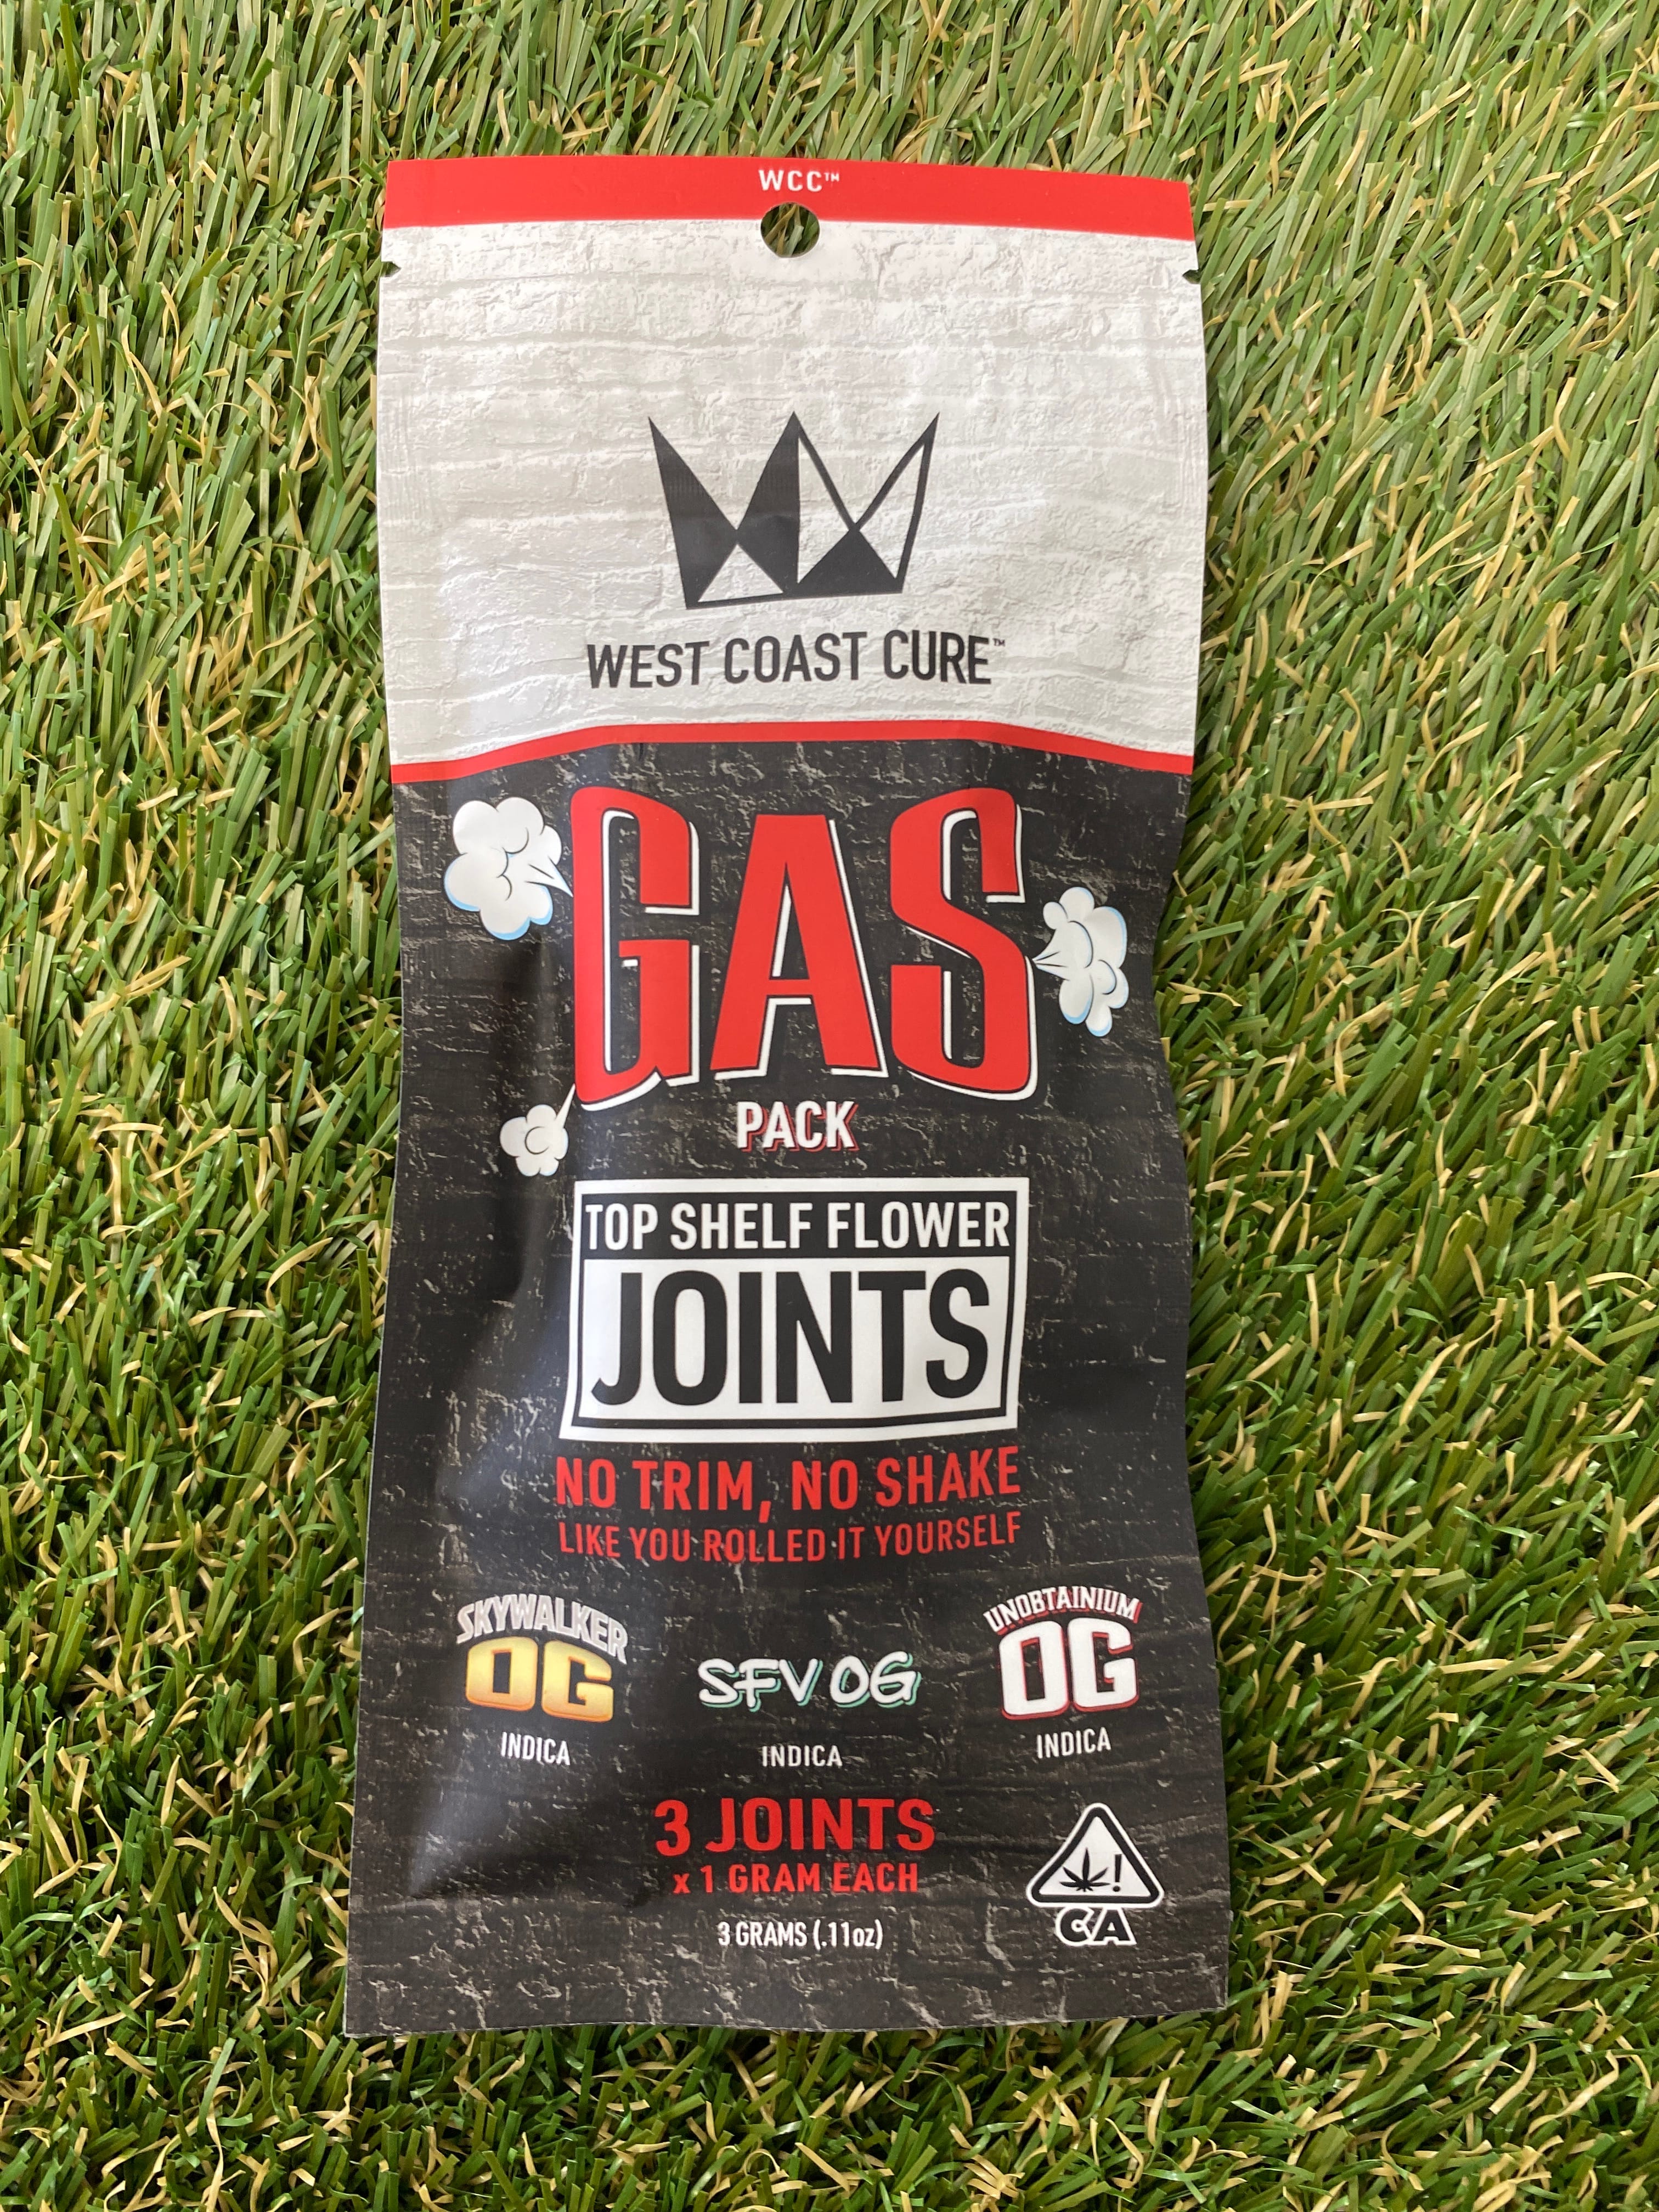 WCC™
WEST COAST CURE™
GAS
PACK
TOP SHELF FLOWER
JOINTS
NO TRIM, NO SHAKE
LIKE YOU ROLLED IT YOURSELF
SKYWALKER
OG
INDICA
SFV OG
INDICA
UNOBTAINIUM
OG
INDICA
3 JOINTS
x 1 GRAM EACH
3 GRAMS (.11oz)
!
CA